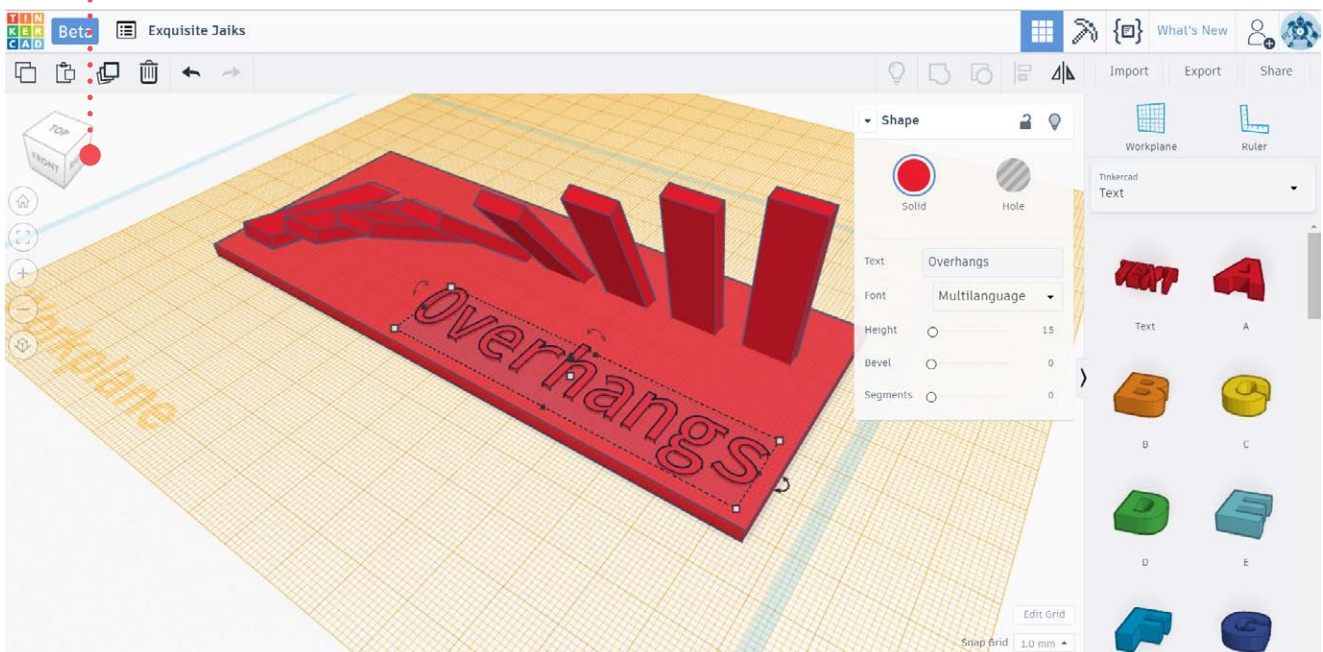 TIN
KER
CAD
Beta
Exquisite Jaiks
What's New
Import
Export
Share
TOP
FRONT
Workplane
Overhangs
Shape
Solid
Hole
Text
Overhangs
Font
Multilanguage
Height
15
Bevel
0
Segments
0
Edit Grid
Snap Grid
1.0 mm
Workplane
Ruler
Tinkercad
Text
TEXT
A
Text
A
B
C
B
C
D
E
D
E
F
G